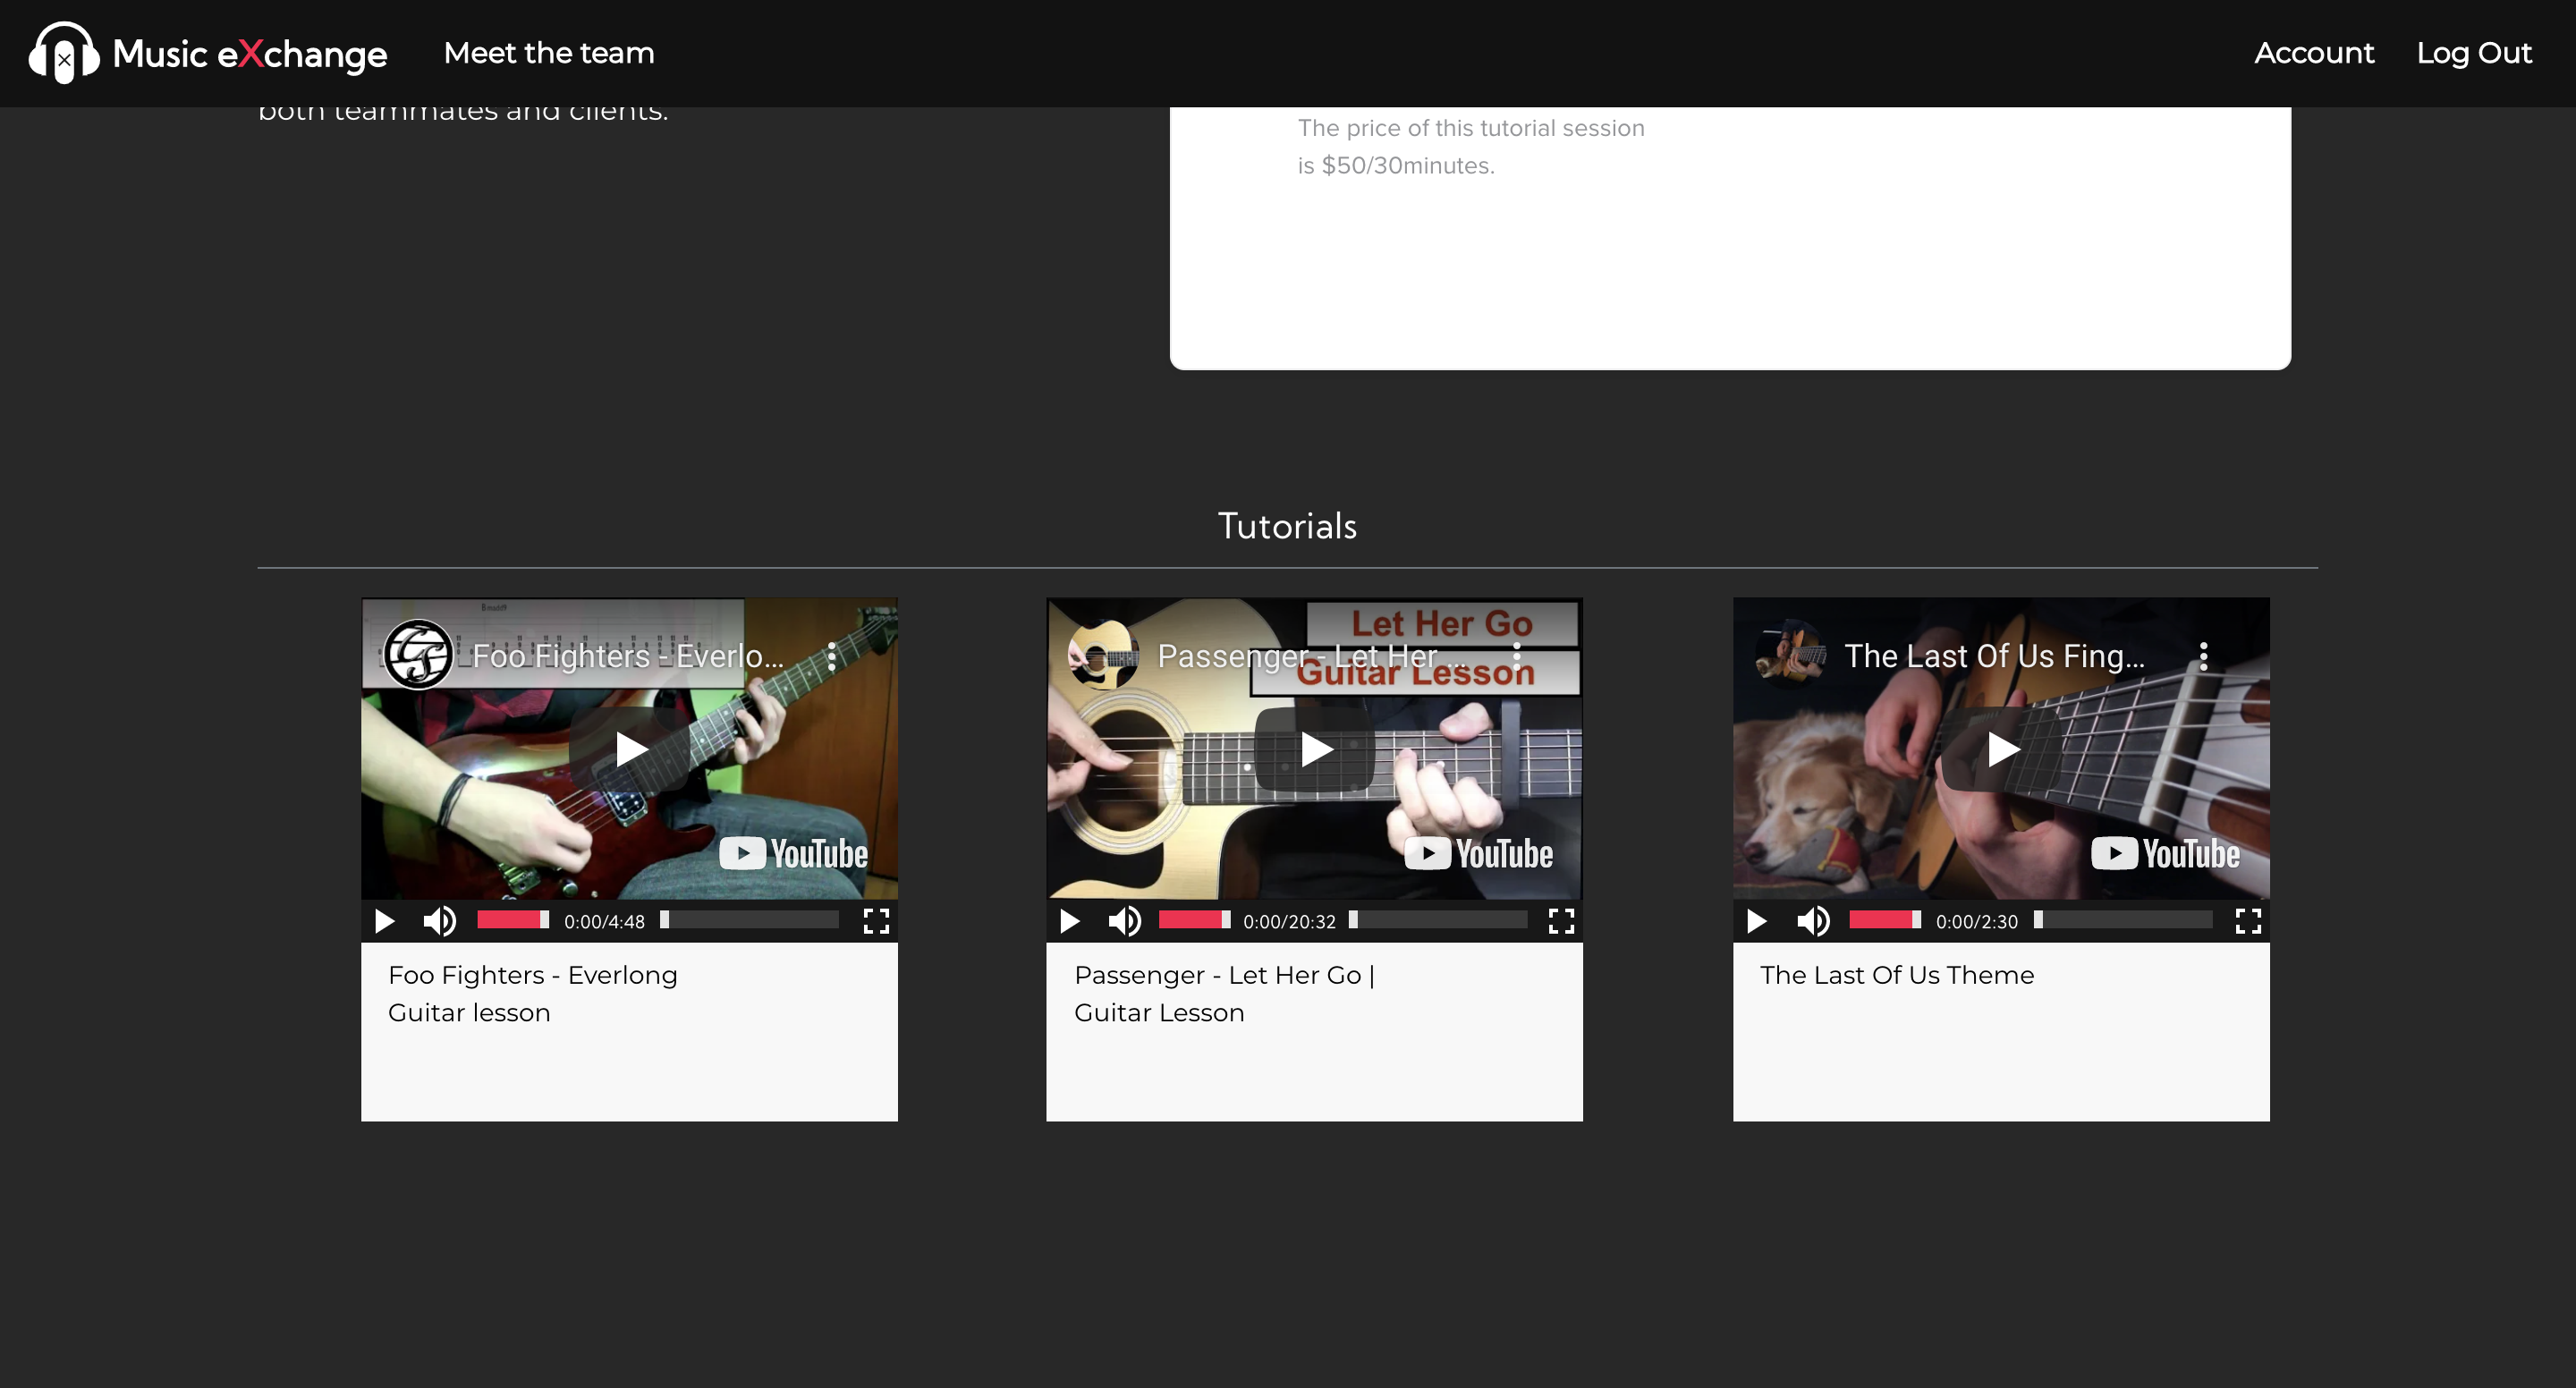 Music eXchange
Meet the team
Account
Log Out
both teammates and clients.
The price of this tutorial session
is $50/30minutes.
Tutorials
Foo Fighters - Everlo...
YouTube
0:00/4:48
Foo Fighters - Everlong
Guitar lesson
Let Her Go
Passenger - Let Her ...
Guitar Lesson
YouTube
0:00/20:32
Passenger - Let Her Go |
Guitar Lesson
The Last Of Us Fing...
YouTube
0:00/2:30
The Last Of Us Theme